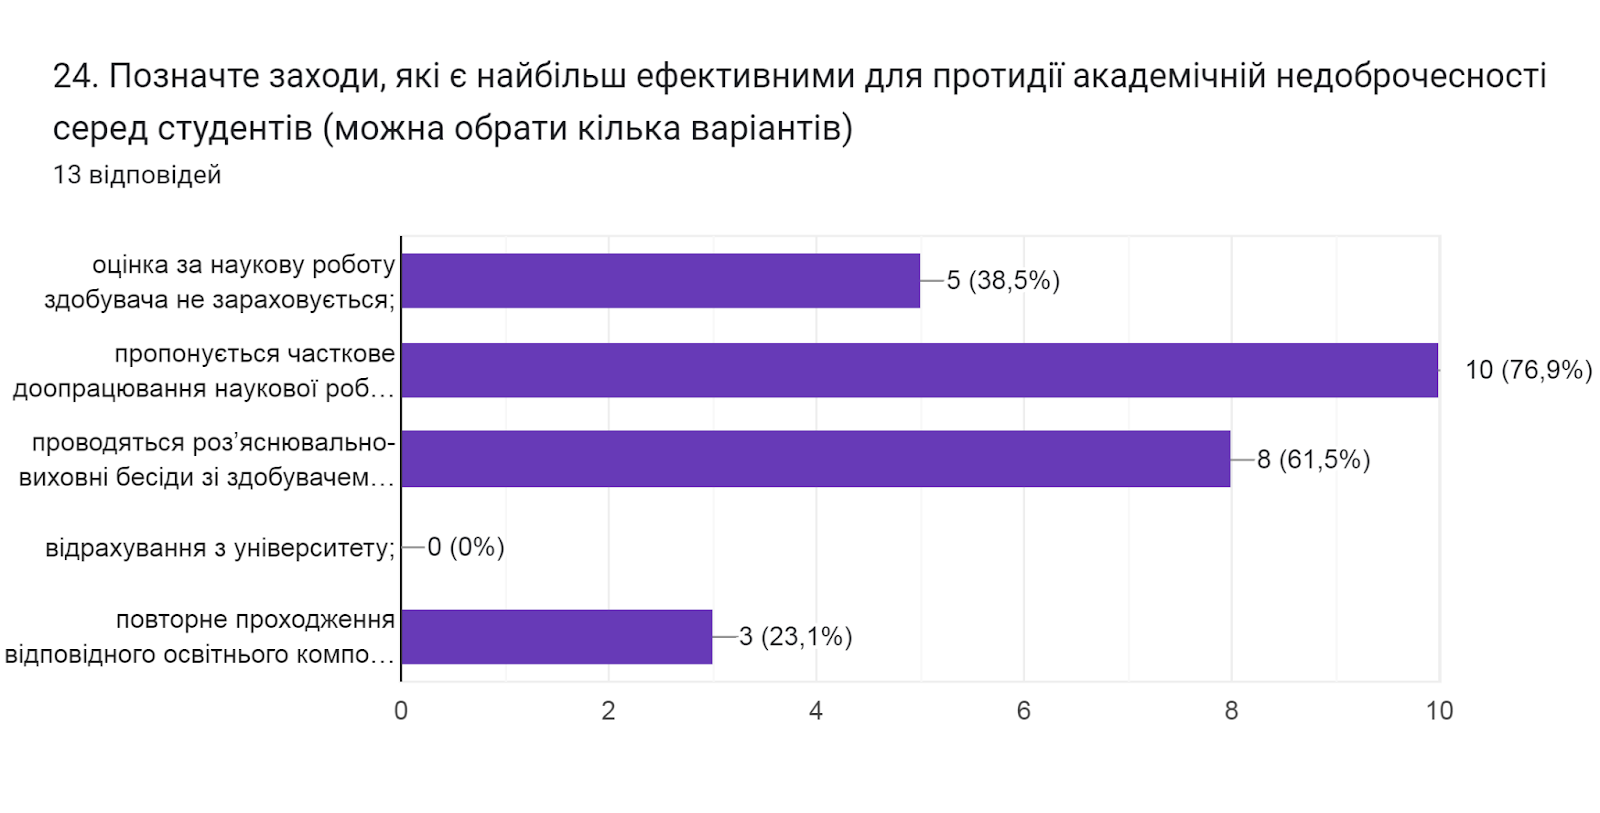 24. Позначте заходи, які є найбільш ефективними для протидії академічній недоброчесності
серед студентів (можна обрати кілька варіантів)
13 відповідей
оцінка за наукову роботу
здобувача не зараховується;
5 (38,5%)
пропонується часткове
доопрацювання наукової роб…
10 (76,9%)
проводяться роз’яснювально-
виховні бесіди зі здобувачем…
8 (61,5%)
відрахування з університету;
0 (0%)
повторне проходження
відповідного освітнього компо…
3 (23,1%)
0 2 4 6 8 10